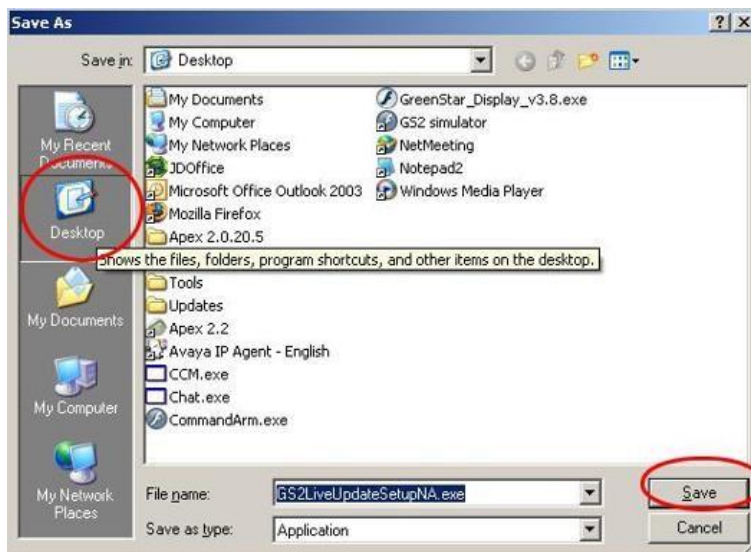 Save As
Save in:
Desktop
My Recent
Documents
Desktop
My Documents
My Computer
My Network
Places
My Documents
My Computer
My Network Places
JDOffice
Microsoft Office Outlook 2003
Mozilla Firefox
Apex 2.0.20.5
Shows the files, folders, program shortcuts, and other items on the desktop.
Tools
Updates
Apex 2.2
Avaya IP Agent - English
CCM.exe
Chat.exe
CommandArm.exe
GreenStar_Display_v3.8.exe
GS2 simulator
NetMeeting
Notepad2
Windows Media Player
File name:
GS2LiveUpdateSetupNA.exe
Save
Save as type:
Application
Cancel